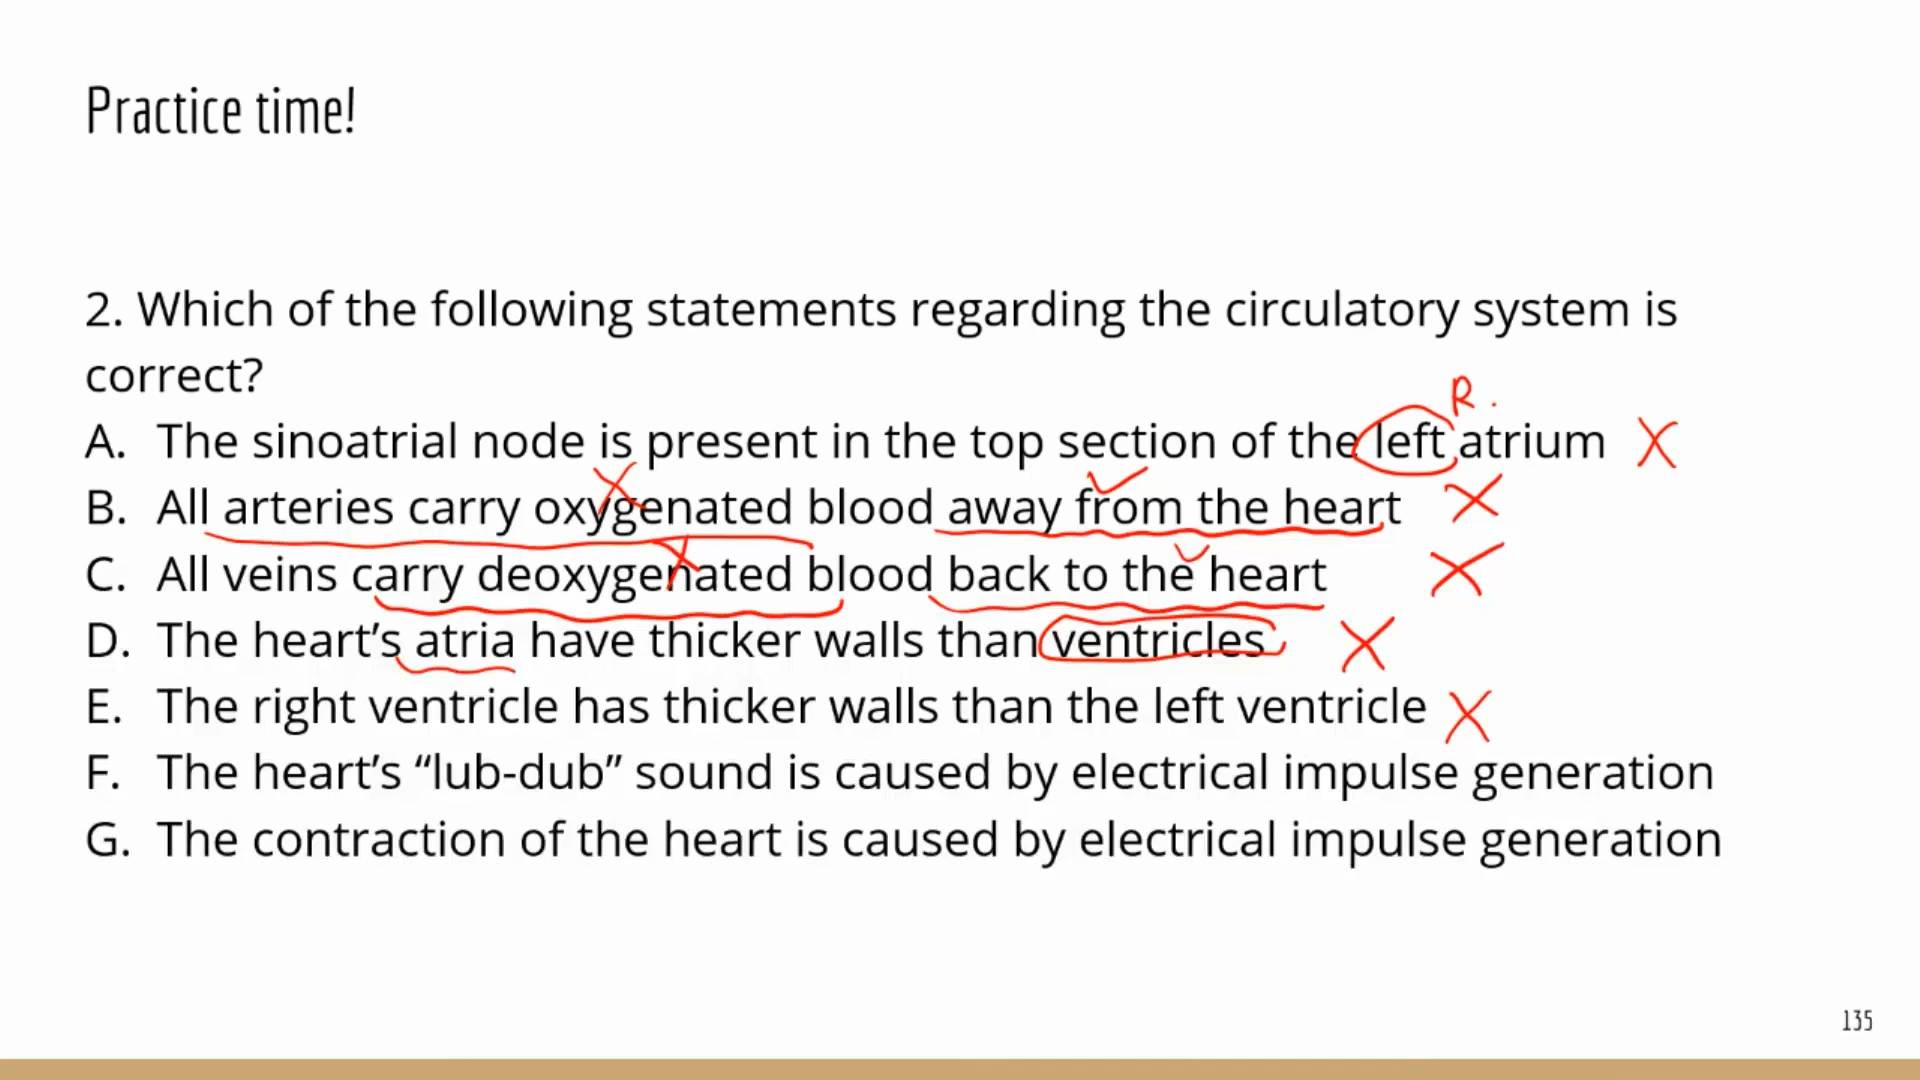 Practice time!
2. Which of the following statements regarding the circulatory system is
correct?
R.
A. The sinoatrial node is present in the top section of the left atrium X
B. All arteries carry oxygenated blood away from the heart X
C. All veins carry deoxygenated blood back to the heart X
D. The heart’s atria have thicker walls than ventricles X
E. The right ventricle has thicker walls than the left ventricle X
F. The heart’s “lub-dub” sound is caused by electrical impulse generation
G. The contraction of the heart is caused by electrical impulse generation
135